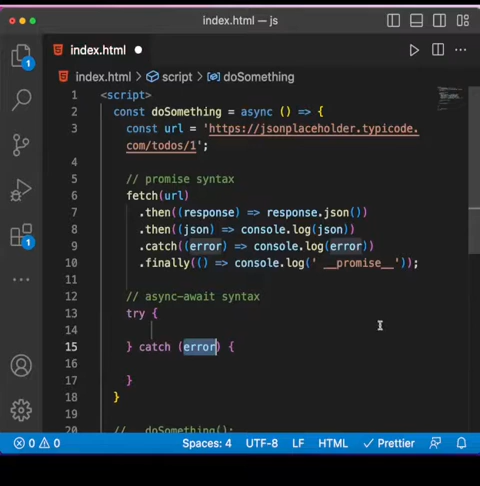 index.html — js
index.html
index.html > script > doSomething
1 <script>
2 const doSomething = async () => {
3 const url = 'https://jsonplaceholder.typicode.
com/todos/1';
4
5 // promise syntax
6 fetch(url)
7 .then((response) => response.json())
8 .then((json) => console.log(json))
9 .catch((error) => console.log(error))
10 .finally(() => console.log(' __promise__'));
11
12 // async-await syntax
13 try {
14
15 } catch (error) {
16
17 }
18 }
19
20 // doSomething();
1
1
0 0 Spaces: 4 UTF-8 LF HTML Prettier